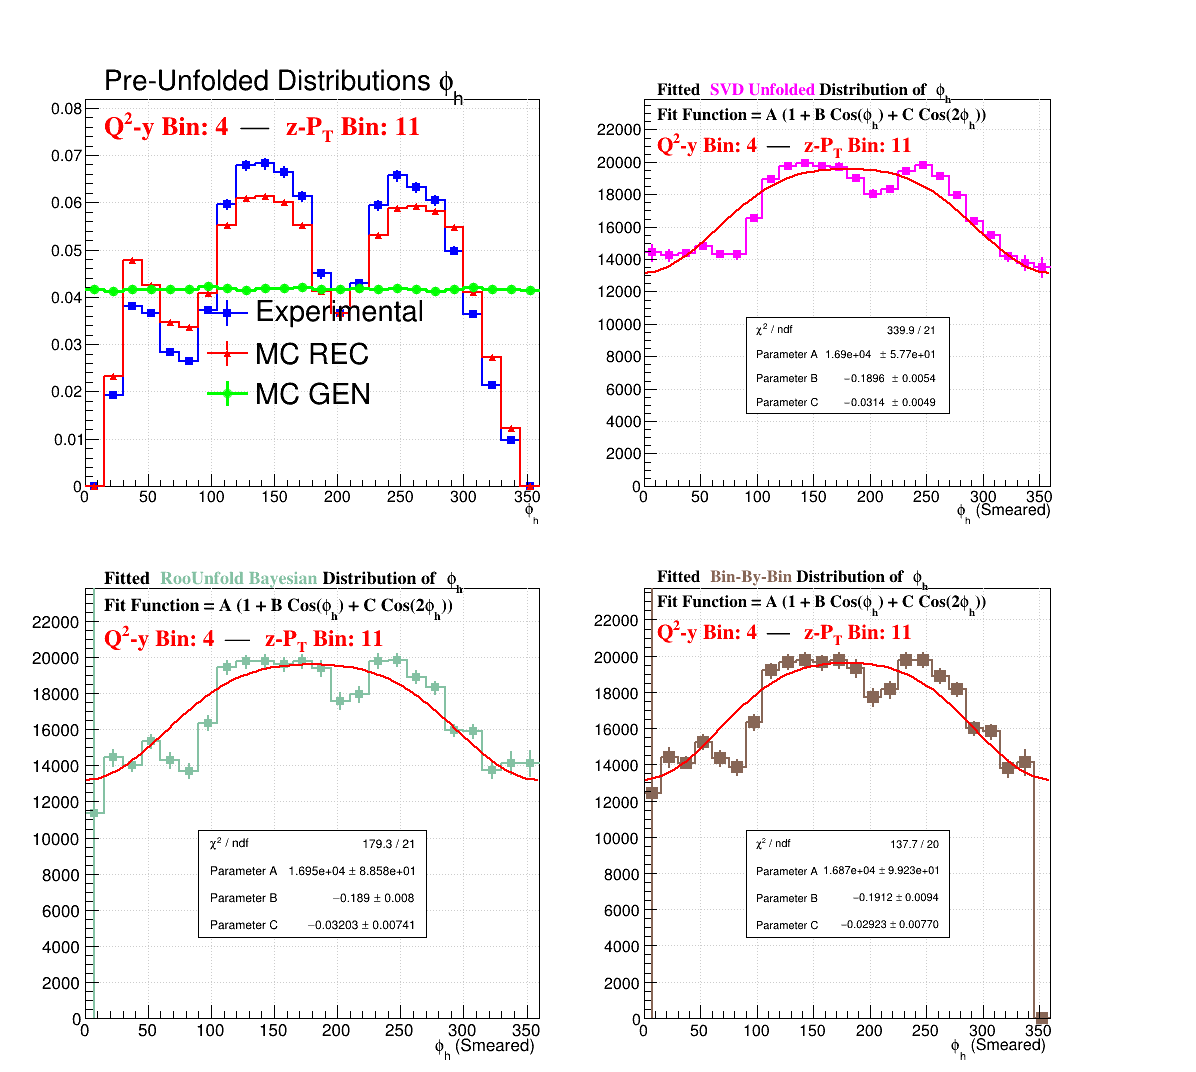 Pre-Unfolded Distributions ϕh
Q²-y Bin: 4 — z-PT Bin: 11
0.08
0.07
0.06
0.05
0.04
0.03
0.02
0.01
0
Experimental
MC REC
MC GEN
0 50 100 150 200 250 300 350
ϕh
Fitted SVD Unfolded Distribution of ϕh
Fit Function = A (1 + B Cos(ϕh) + C Cos(2ϕh))
Q²-y Bin: 4 — z-PT Bin: 11
22000
20000
18000
16000
14000
12000
10000
8000
6000
4000
2000
0
χ² / ndf 339.9 / 21
Parameter A 1.69e+04 ± 5.77e+01
Parameter B −0.1896 ± 0.0054
Parameter C −0.0314 ± 0.0049
0 50 100 150 200 250 300 350
ϕh (Smeared)
Fitted RooUnfold Bayesian Distribution of ϕh
Fit Function = A (1 + B Cos(ϕh) + C Cos(2ϕh))
Q²-y Bin: 4 — z-PT Bin: 11
22000
20000
18000
16000
14000
12000
10000
8000
6000
4000
2000
0
χ² / ndf 179.3 / 21
Parameter A 1.695e+04 ± 8.858e+01
Parameter B −0.189 ± 0.008
Parameter C −0.03203 ± 0.00741
0 50 100 150 200 250 300 350
ϕh (Smeared)
Fitted Bin-By-Bin Distribution of ϕh
Fit Function = A (1 + B Cos(ϕh) + C Cos(2ϕh))
Q²-y Bin: 4 — z-PT Bin: 11
22000
20000
18000
16000
14000
12000
10000
8000
6000
4000
2000
0
χ² / ndf 137.7 / 20
Parameter A 1.687e+04 ± 9.923e+01
Parameter B −0.1912 ± 0.0094
Parameter C −0.02923 ± 0.00770
0 50 100 150 200 250 300 350
ϕh (Smeared)